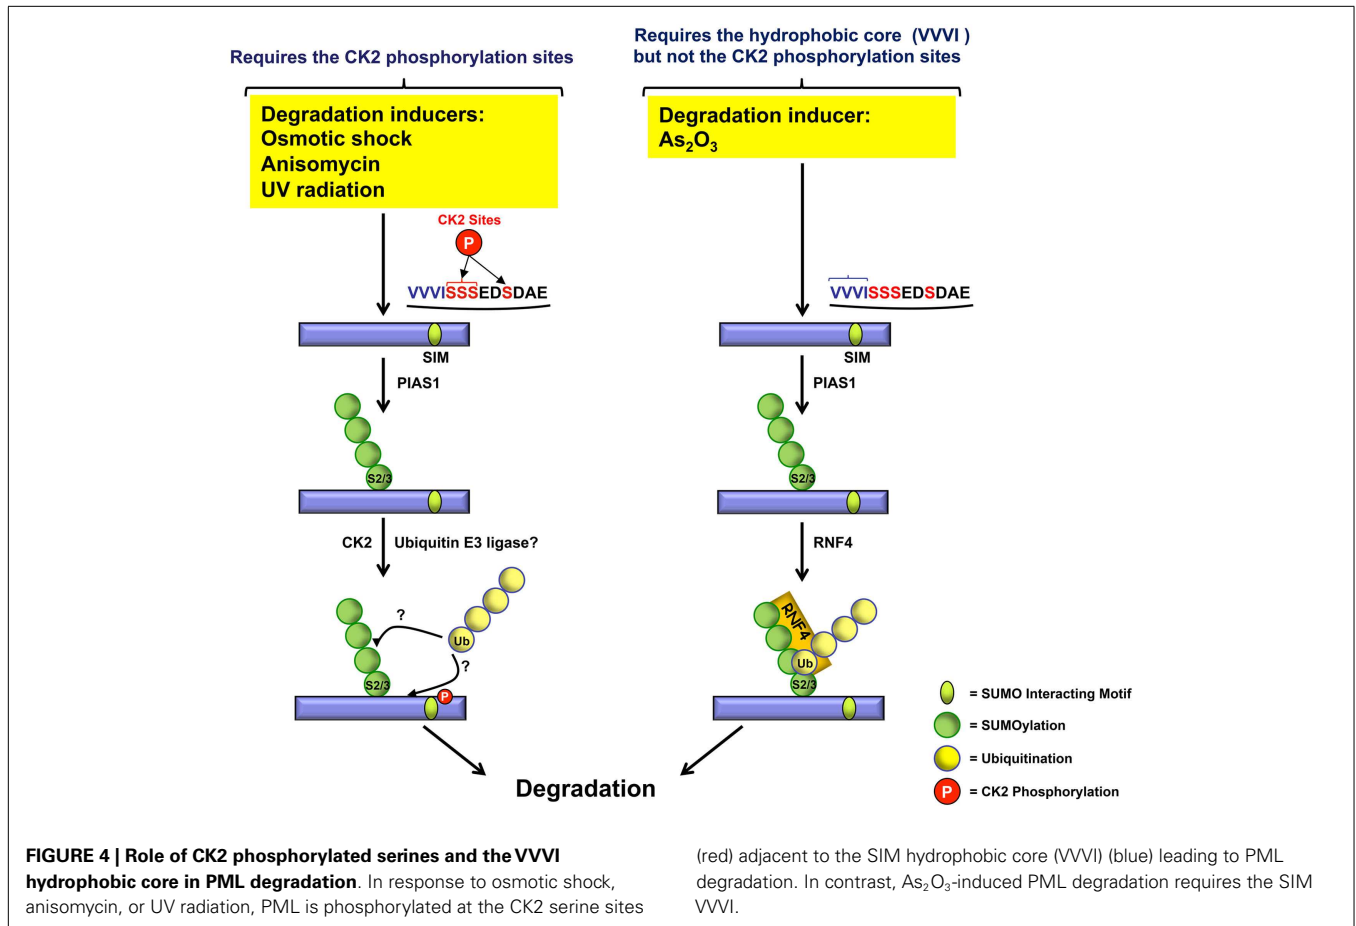 Requires the CK2 phosphorylation sites
Degradation inducers:
Osmotic shock
Anisomycin
UV radiation
CK2 Sites
P
VVVISSSEDSDAE
SIM
PIAS1
S2/3
CK2
Ubiquitin E3 ligase?
?
Ub
?
S2/3
P
Requires the hydrophobic core (VVVI )
but not the CK2 phosphorylation sites
Degradation inducer:
As₂O₃
VVVISSSEDSDAE
SIM
PIAS1
S2/3
RNF4
RNF4
Ub
S2/3
Degradation
= SUMO Interacting Motif
= SUMOylation
= Ubiquitination
P = CK2 Phosphorylation
FIGURE 4 | Role of CK2 phosphorylated serines and the VVVI
hydrophobic core in PML degradation. In response to osmotic shock,
anisomycin, or UV radiation, PML is phosphorylated at the CK2 serine sites
(red) adjacent to the SIM hydrophobic core (VVVI) (blue) leading to PML
degradation. In contrast, As₂O₃-induced PML degradation requires the SIM
VVVI.